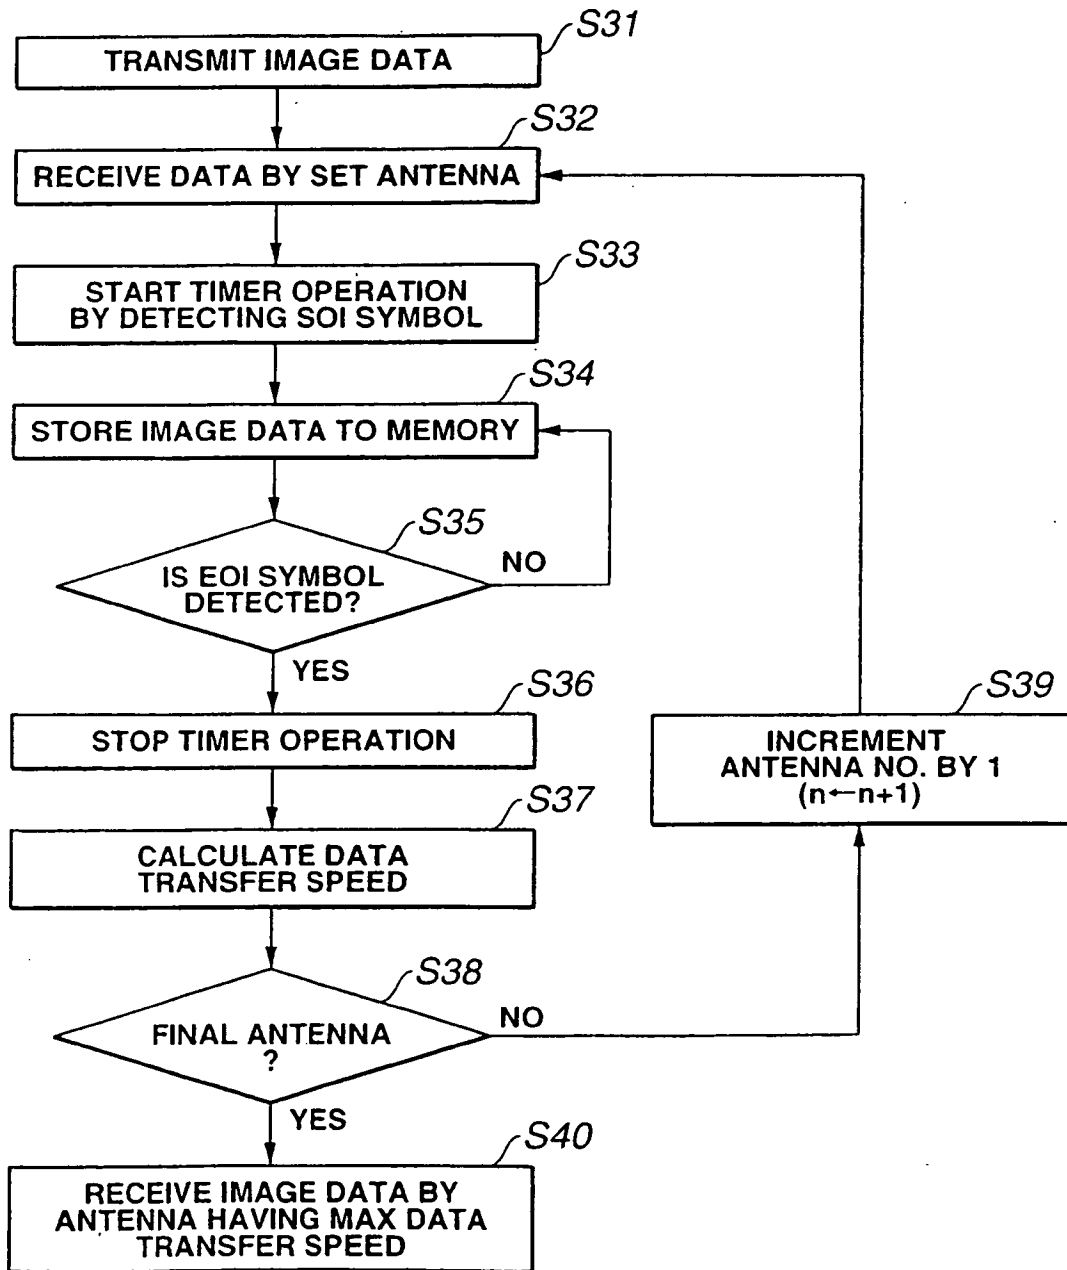 S31
TRANSMIT IMAGE DATA
S32
RECEIVE DATA BY SET ANTENNA
S33
START TIMER OPERATION
BY DETECTING SOI SYMBOL
S34
STORE IMAGE DATA TO MEMORY
S35
IS EOI SYMBOL
DETECTED?
NO
YES
S36
STOP TIMER OPERATION
S37
CALCULATE DATA
TRANSFER SPEED
S38
FINAL ANTENNA
?
NO
YES
S39
INCREMENT
ANTENNA NO. BY 1
(n←n+1)
S40
RECEIVE IMAGE DATA BY
ANTENNA HAVING MAX DATA
TRANSFER SPEED